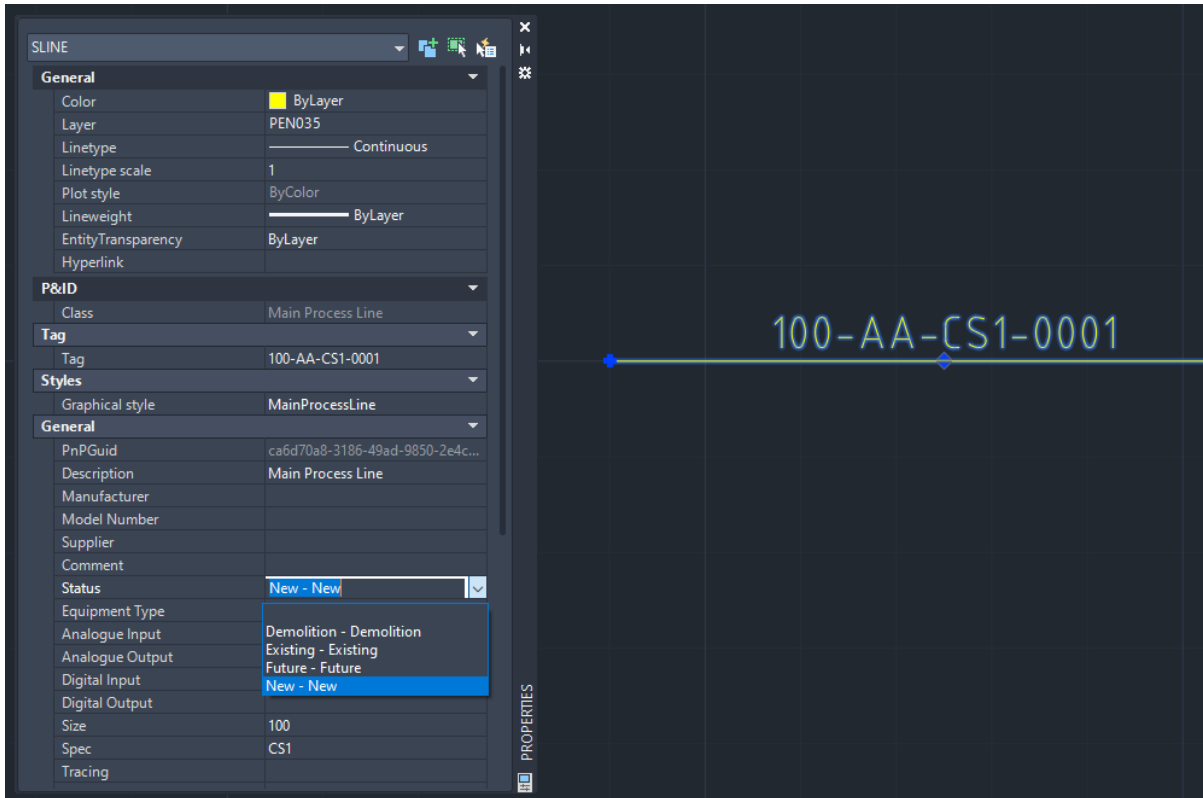 SLINE
General
Color ByLayer
Layer PEN035
Linetype Continuous
Linetype scale 1
Plot style ByColor
Lineweight ByLayer
EntityTransparency ByLayer
Hyperlink
P&ID
Class Main Process Line
Tag
Tag 100-AA-CS1-0001
Styles
Graphical style MainProcessLine
General
PnPGuid ca6d70a8-3186-49ad-9850-2e4c...
Description Main Process Line
Manufacturer
Model Number
Supplier
Comment
Status New - New
Equipment Type
Analogue Input Demolition - Demolition
Existing - Existing
Analogue Output Future - Future
Digital Input New - New
Digital Output
Size 100
Spec CS1
Tracing
PROPERTIES
100-AA-CS1-0001